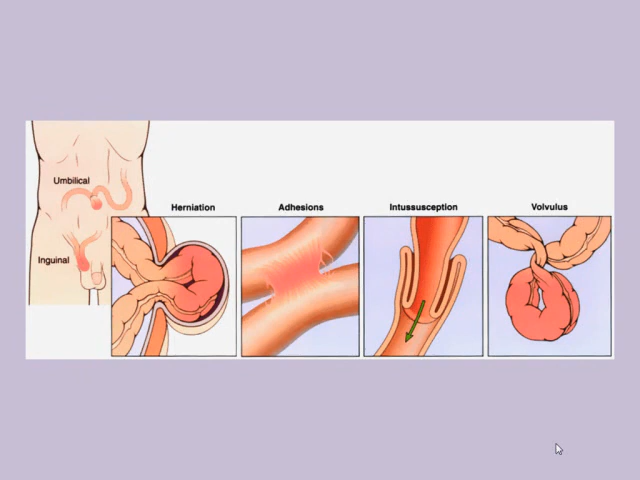 Umbilical
Inguinal
Herniation
Adhesions
Intussusception
Volvulus